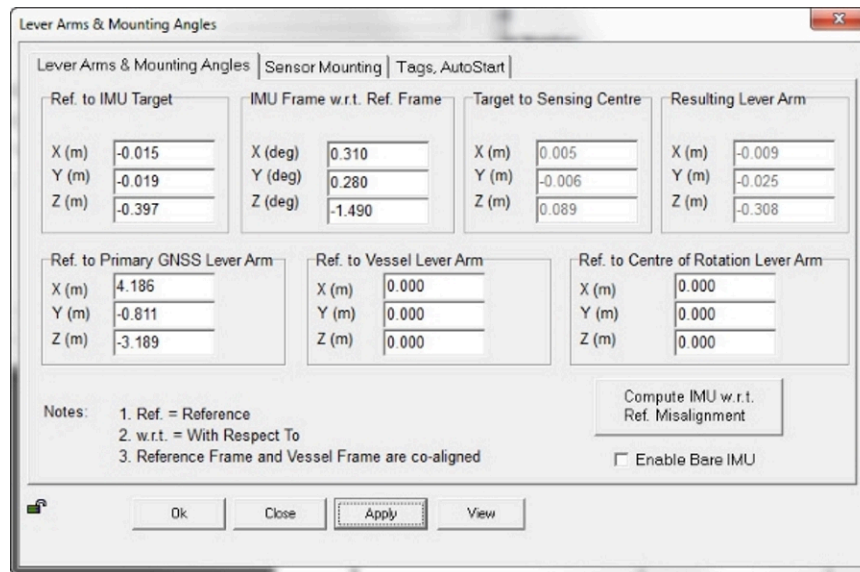 Lever Arms & Mounting Angles
Lever Arms & Mounting Angles Sensor Mounting Tags, AutoStart
Ref. to IMU Target IMU Frame w.r.t. Ref. Frame Target to Sensing Centre Resulting Lever Arm
X (m) -0.015 X (deg) 0.310 X (m) 0.005 X (m) -0.009
Y (m) -0.019 Y (deg) 0.280 Y (m) -0.006 Y (m) -0.025
Z (m) -0.397 Z (deg) -1.490 Z (m) 0.089 Z (m) -0.308
Ref. to Primary GNSS Lever Arm Ref. to Vessel Lever Arm Ref. to Centre of Rotation Lever Arm
X (m) 4.186 X (m) 0.000 X (m) 0.000
Y (m) -0.811 Y (m) 0.000 Y (m) 0.000
Z (m) -3.189 Z (m) 0.000 Z (m) 0.000
Compute IMU w.r.t.
Ref. Misalignment
Notes: 1. Ref. = Reference
2. w.r.t. = With Respect To
3. Reference Frame and Vessel Frame are co-aligned
Enable Bare IMU
Ok Close Apply View